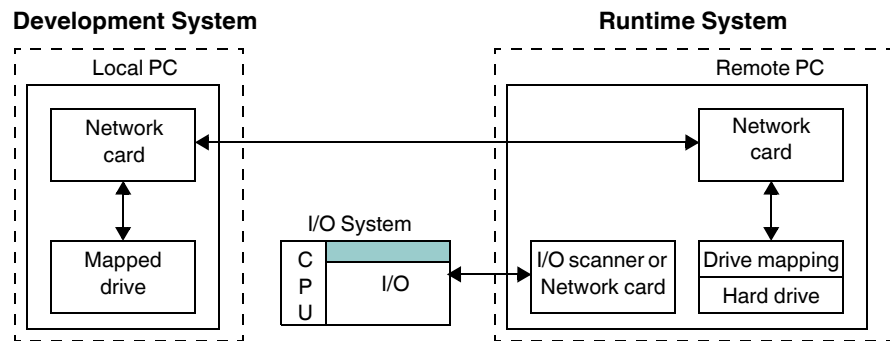 Development System
Runtime System
Local PC
Remote PC
Network
card
Network
card
I/O System
Mapped
drive
C
P
U
I/O
I/O scanner or
Network card
Drive mapping
Hard drive